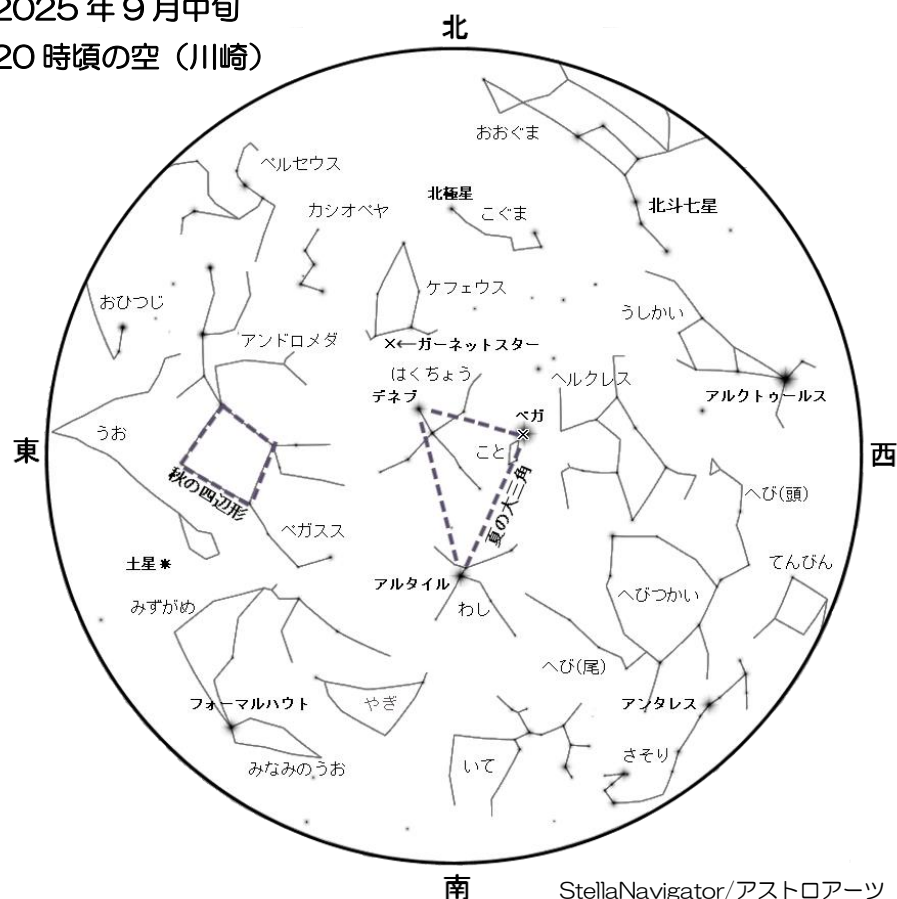 2025 年 9 月中旬
20 時頃の空（川崎）
北
おおぐま
ペルセウス
北極星
カシオペヤ
こぐま
北斗七星
ケフェウス
おひつじ
うしかい
アンドロメダ
×←ガーネットスター
はくちょう
ヘルクレス
デネブ
アルクトゥールス
ベガ
東
うお
こと
西
秋の四辺形
夏の大三角
へび(頭)
ペガスス
土星
てんびん
アルタイル
みずがめ
わし
へびつかい
へび(尾)
フォーマルハウト
やぎ
アンタレス
みなみのうお
いて
さそり
南
StellaNavigator/アストロアーツ